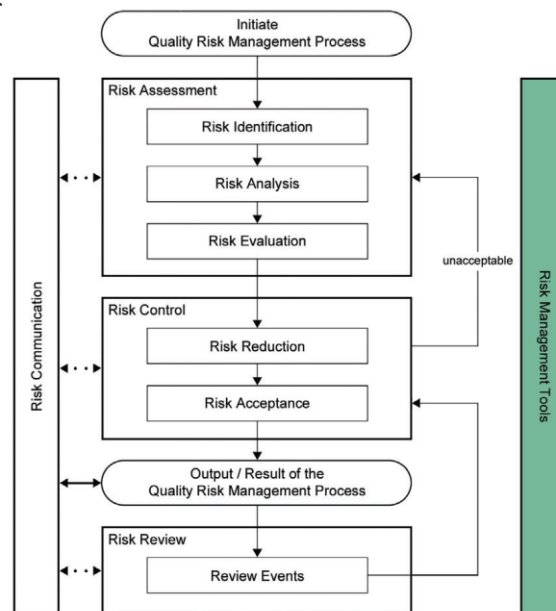 Initiate
Quality Risk Management Process
Risk Assessment
Risk Identification
Risk Analysis
Risk Evaluation
unacceptable
Risk Control
Risk Reduction
Risk Acceptance
Output / Result of the
Quality Risk Management Process
Risk Review
Review Events
Risk Communication
Risk Management Tools